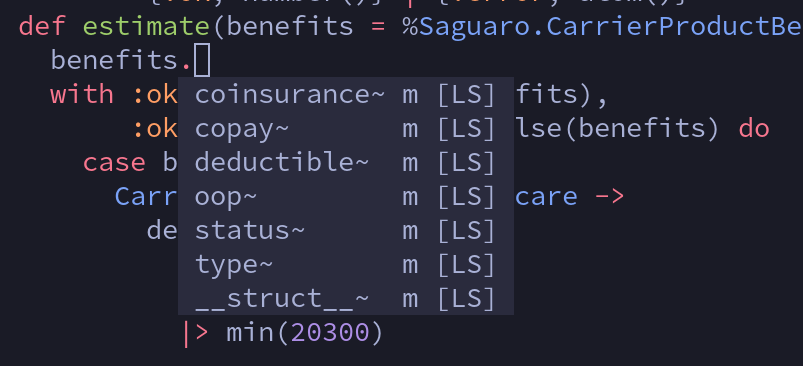 def estimate(benefits = %Saguaro.CarrierProductBe
benefits.
with :ok fits),
:ok lse(benefits) do
case b
Carr care ->
de
coinsurance~ m [LS]
copay~ m [LS]
deductible~ m [LS]
oop~ m [LS]
status~ m [LS]
type~ m [LS]
__struct__~ m [LS]
|> min(20300)